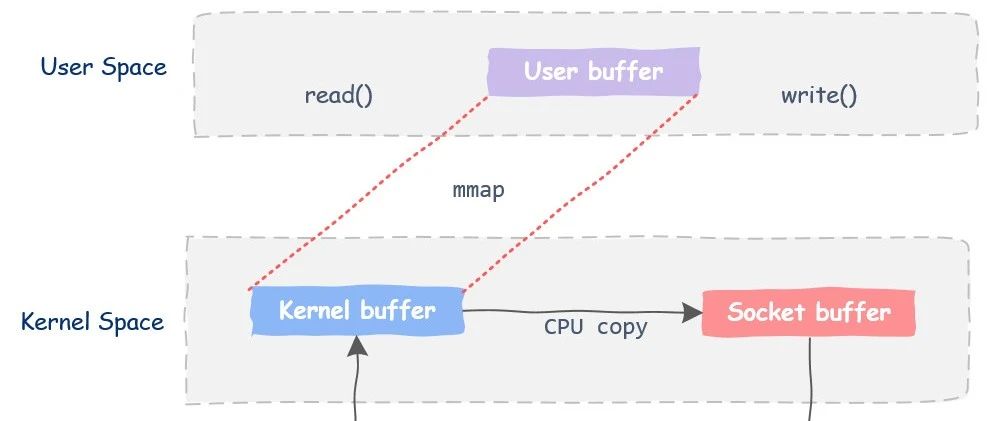 User Space
User buffer
read()
write()
mmap
Kernel Space
Kernel buffer
CPU copy
Socket buffer